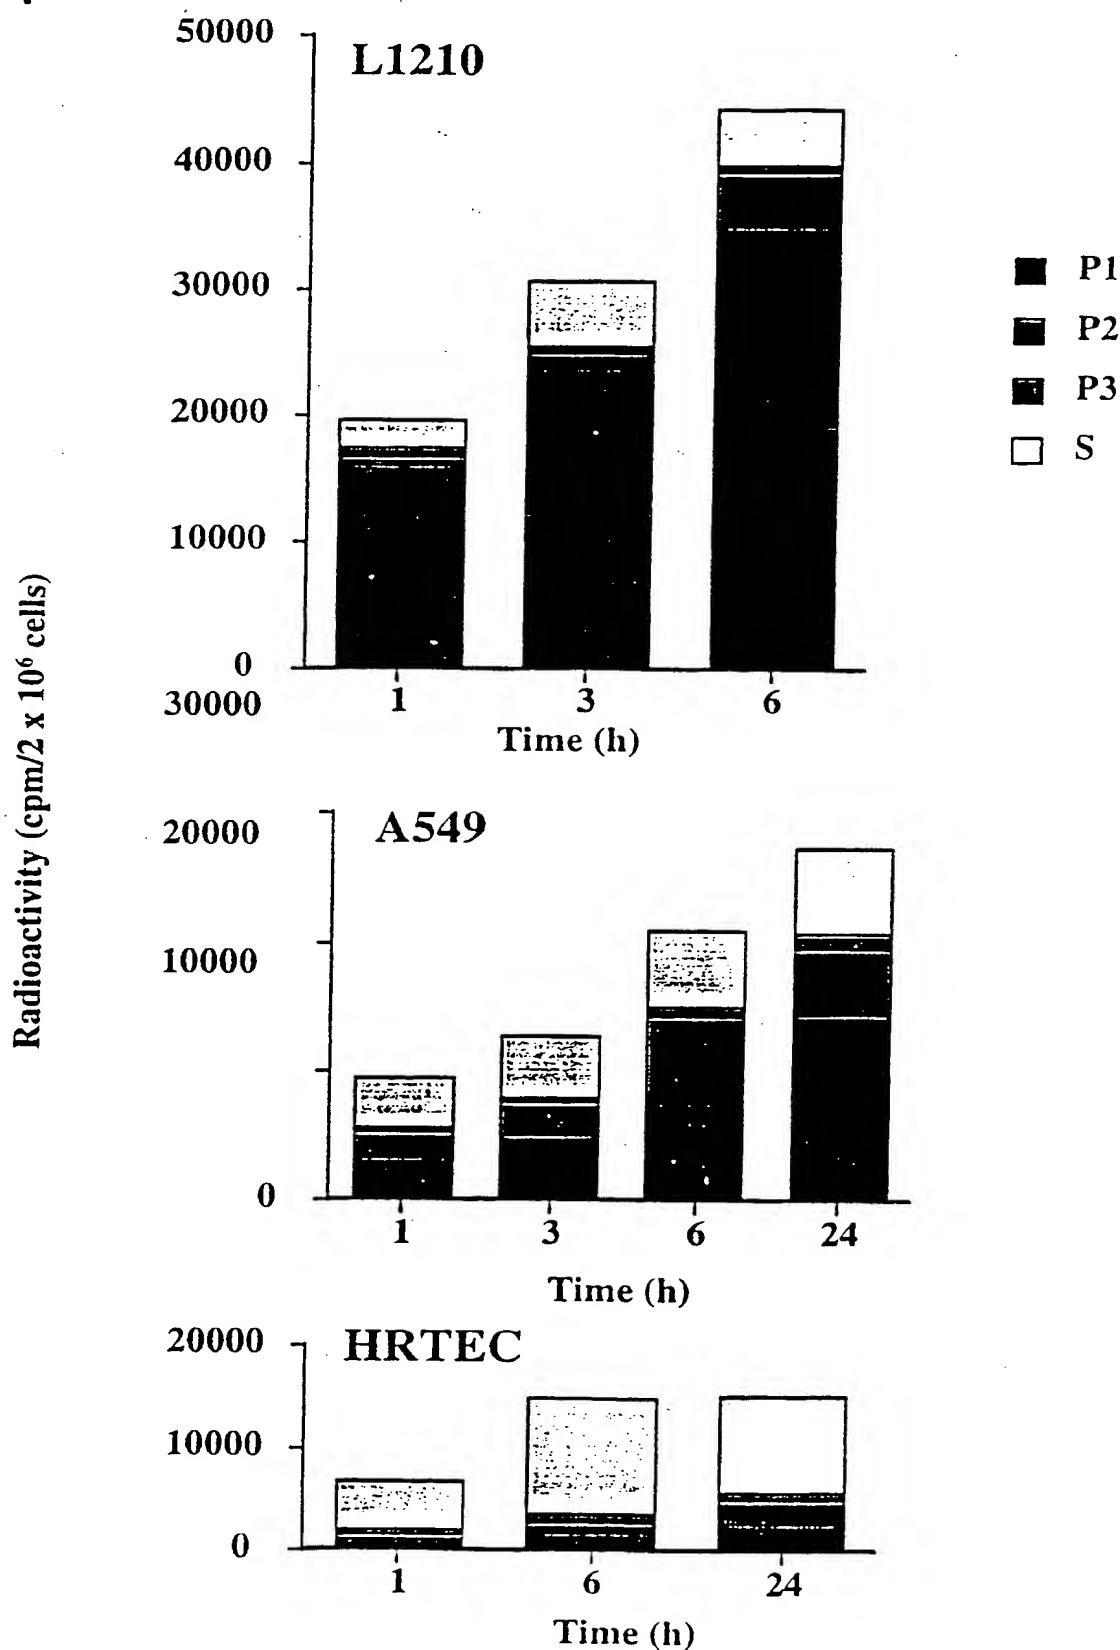 50000
L1210
40000
30000
20000
10000
0
1 3 6
Time (h)
P1
P2
P3
S
Radioactivity (cpm/2 x 10⁶ cells)
30000
A549
20000
10000
0
1 3 6 24
Time (h)
20000
HRTEC
10000
0
1 6 24
Time (h)